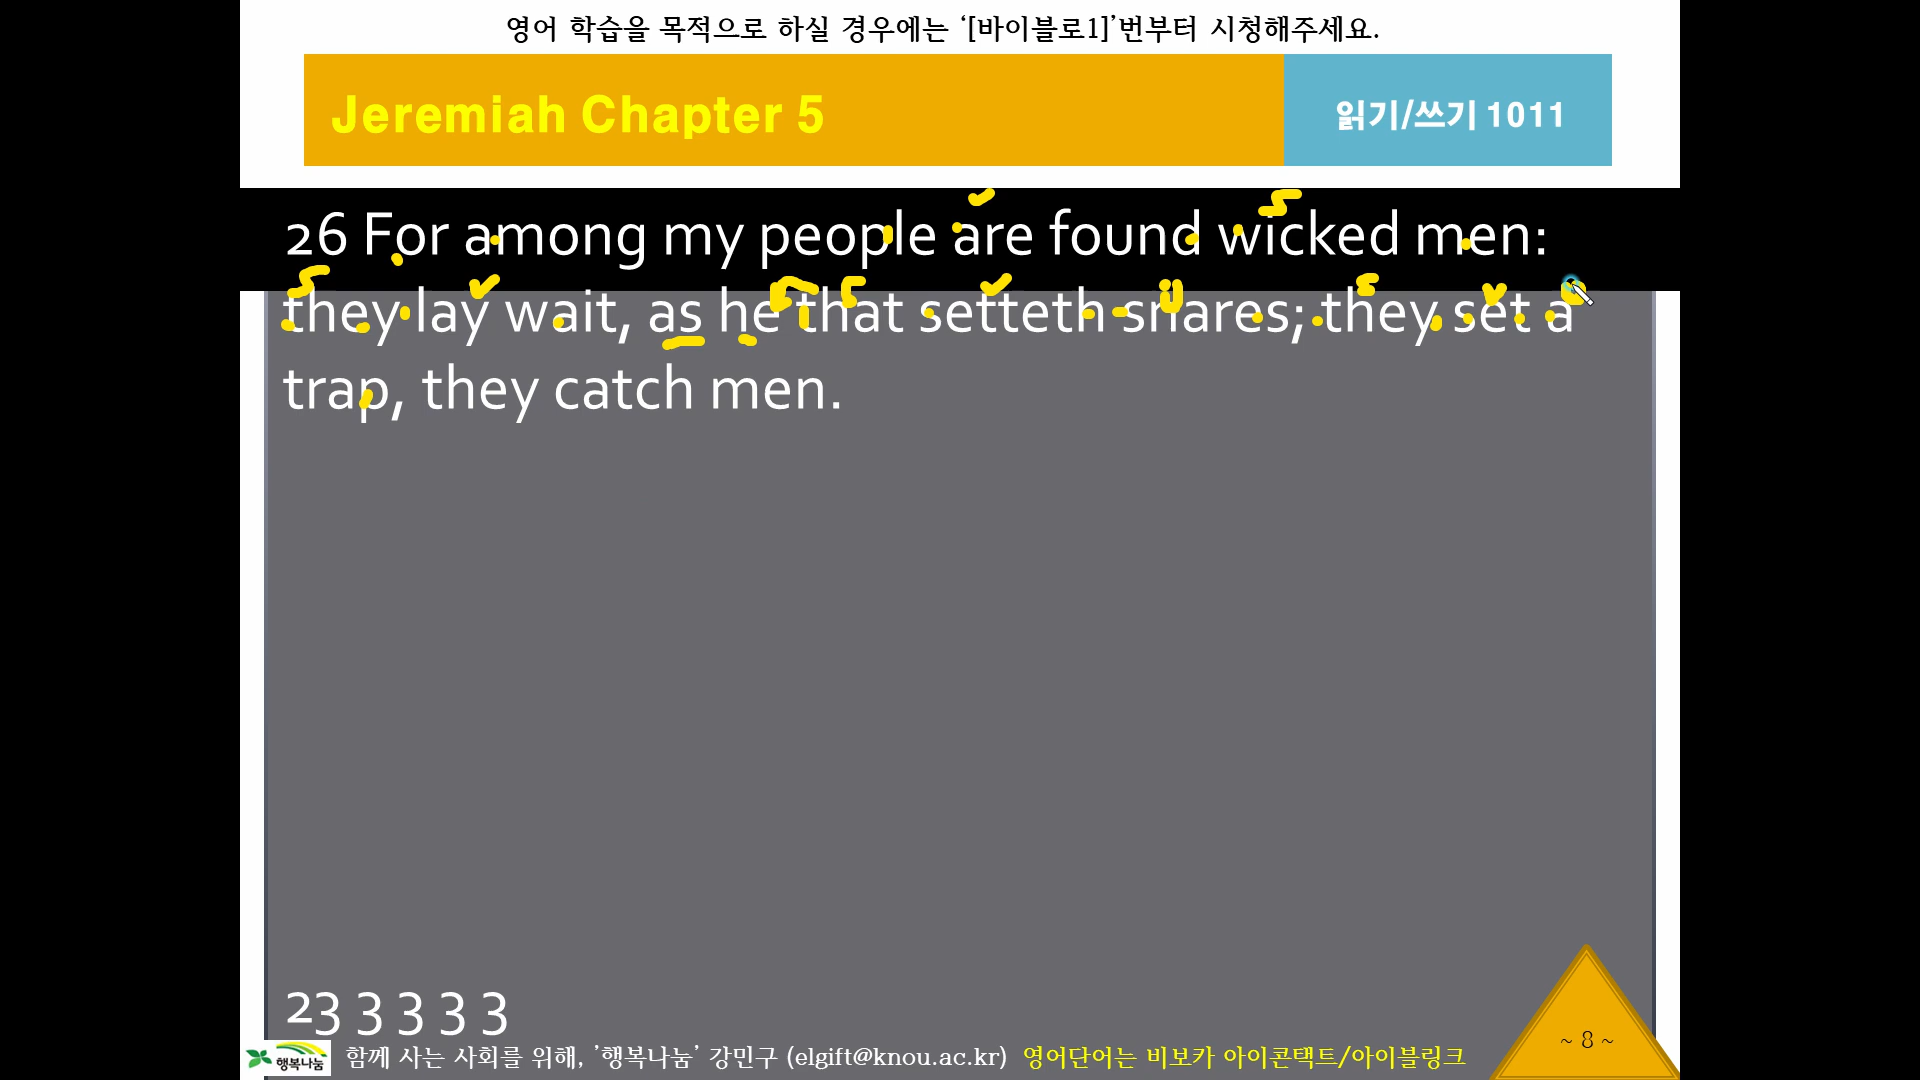 영어 학습을 목적으로 하실 경우에는 ‘[바이블로1]’번부터 시청해주세요.
Jeremiah Chapter 5
읽기/쓰기 1011
26 For among my people are found wicked men:
they lay wait, as he that setteth snares; they set a
trap, they catch men.
23 3 3 3 3
행복나눔 함께 사는 사회를 위해, ’행복나눔’ 강민구 (elgift@knou.ac.kr) 영어단어는 비보카 아이콘택트/아이블링크
~ 8 ~